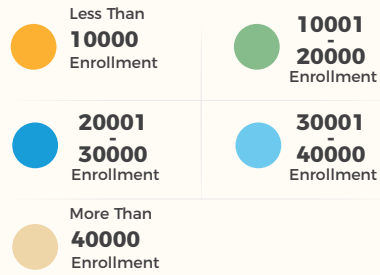 Less Than
10000
Enrollment
10001
-
20000
Enrollment
20001
-
30000
Enrollment
30001
-
40000
Enrollment
More Than
40000
Enrollment